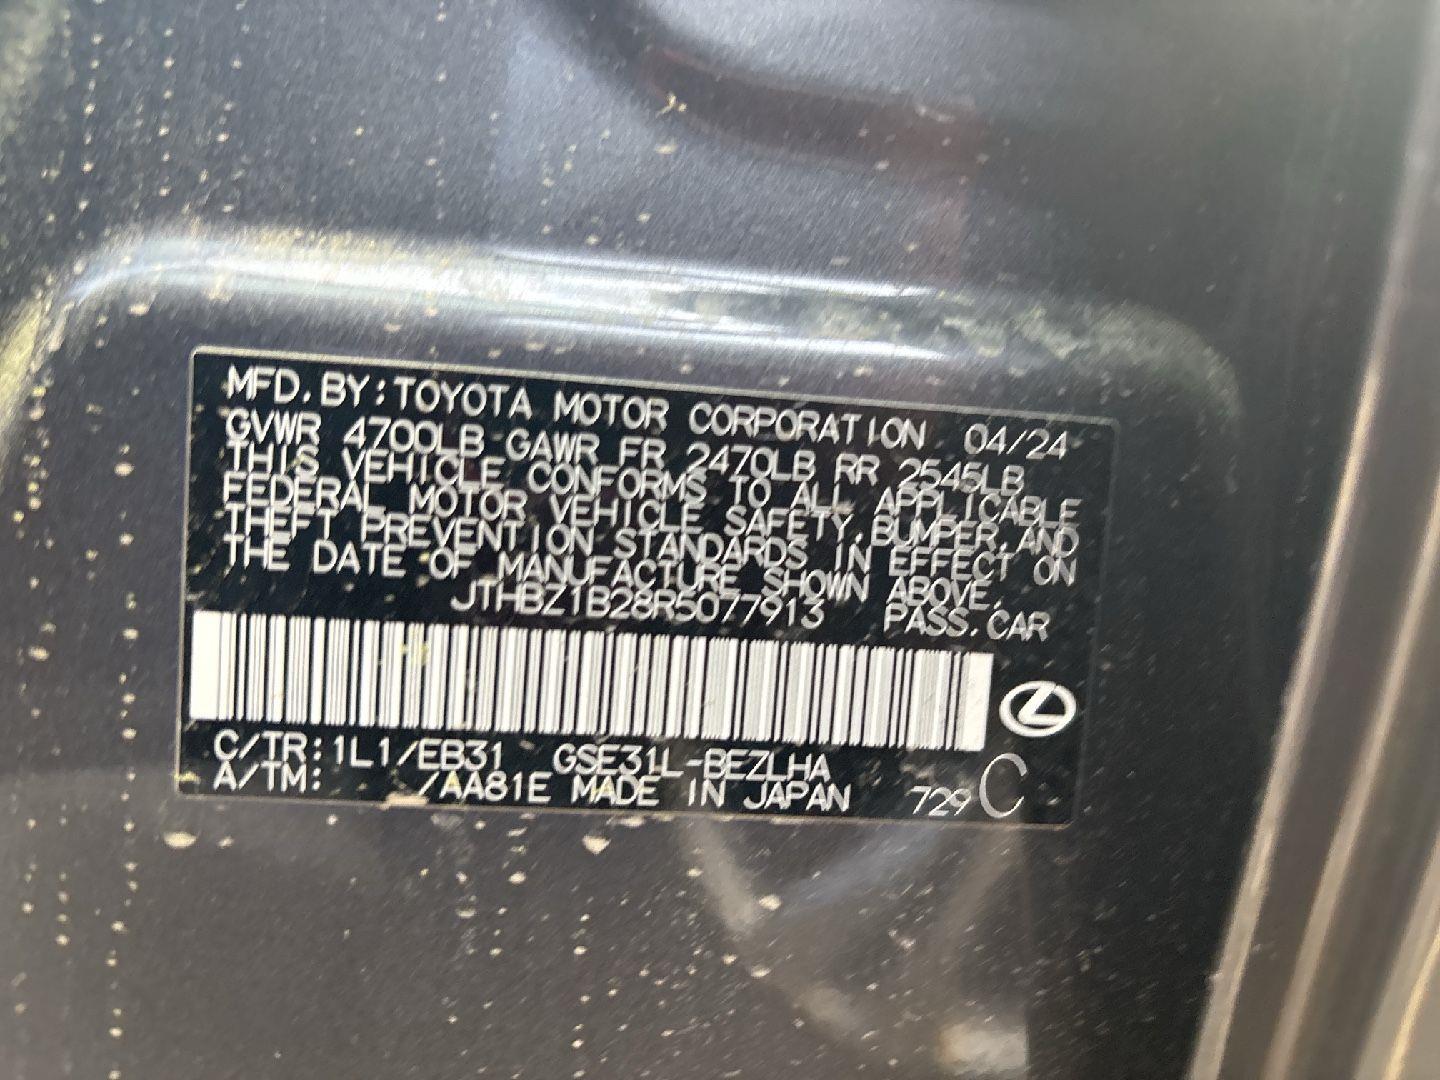 MFD. BY: TOYOTA MOTOR CORPORATION 04/24
GVWR 4700LB GAWR FR 2470LB RR 2545LB
THIS VEHICLE CONFORMS TO ALL APPLICABLE
FEDERAL MOTOR VEHICLE SAFETY, BUMPER, AND
THEFT PREVENTION STANDARDS IN EFFECT ON
THE DATE OF MANUFACTURE SHOWN ABOVE.
JTHBZ1B28R5077913 PASS. CAR
C/TR: 1L1/EB31 GSE31L-BEZLHA
A/TM: /AA81E MADE IN JAPAN 729 C